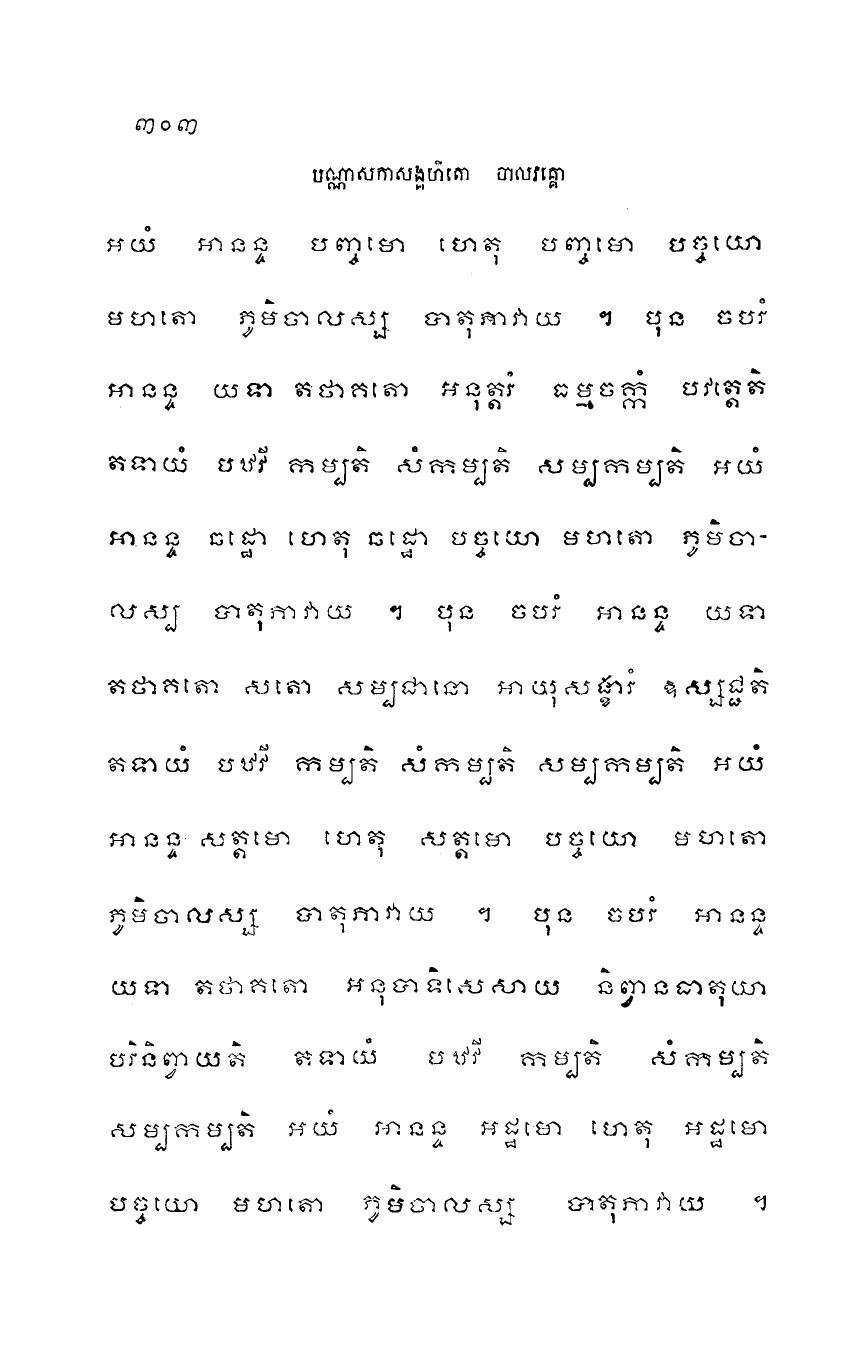 ៣០៣
បណ្ណាសកាសង្គហិតោ ចាលវគ្គោ
អយំ អានន្ទ បញ្ចមោ ហេតុ បញ្ចមោ បច្ចយោ
មហតោ ភូមិចាលស្ស បាតុភាវាយ ។ បុន ចបរំ
អានន្ទ យទា តថាគតោ អនុត្តរំ ធម្មចក្កំ បវត្តេតិ
តទាយំ បឋវី កម្បតិ សំកម្បតិ សម្បកម្បតិ អយំ
អានន្ទ ឆដ្ឋោ ហេតុ ឆដ្ឋោ បច្ចយោ មហតោ ភូមិចា-
លស្ស បាតុភាវាយ ។ បុន ចបរំ អានន្ទ យទា
តថាគតោ សតោ សម្បជានោ អាយុសង្ខារំ ឧស្សជ្ជតិ
តទាយំ បឋវី កម្បតិ សំកម្បតិ សម្បកម្បតិ អយំ
អានន្ទ សត្តមោ ហេតុ សត្តមោ បច្ចយោ មហតោ
ភូមិចាលស្ស បាតុភាវាយ ។ បុន ចបរំ អានន្ទ
យទា តថាគតោ អនុបាទិសេសាយ និព្វានធាតុយា
បរិនិព្វាយតិ តទាយំ បឋវី កម្បតិ សំកម្បតិ
សម្បកម្បតិ អយំ អានន្ទ អដ្ឋមោ ហេតុ អដ្ឋមោ
បច្ចយោ មហតោ ភូមិចាលស្ស បាតុភាវាយ ។